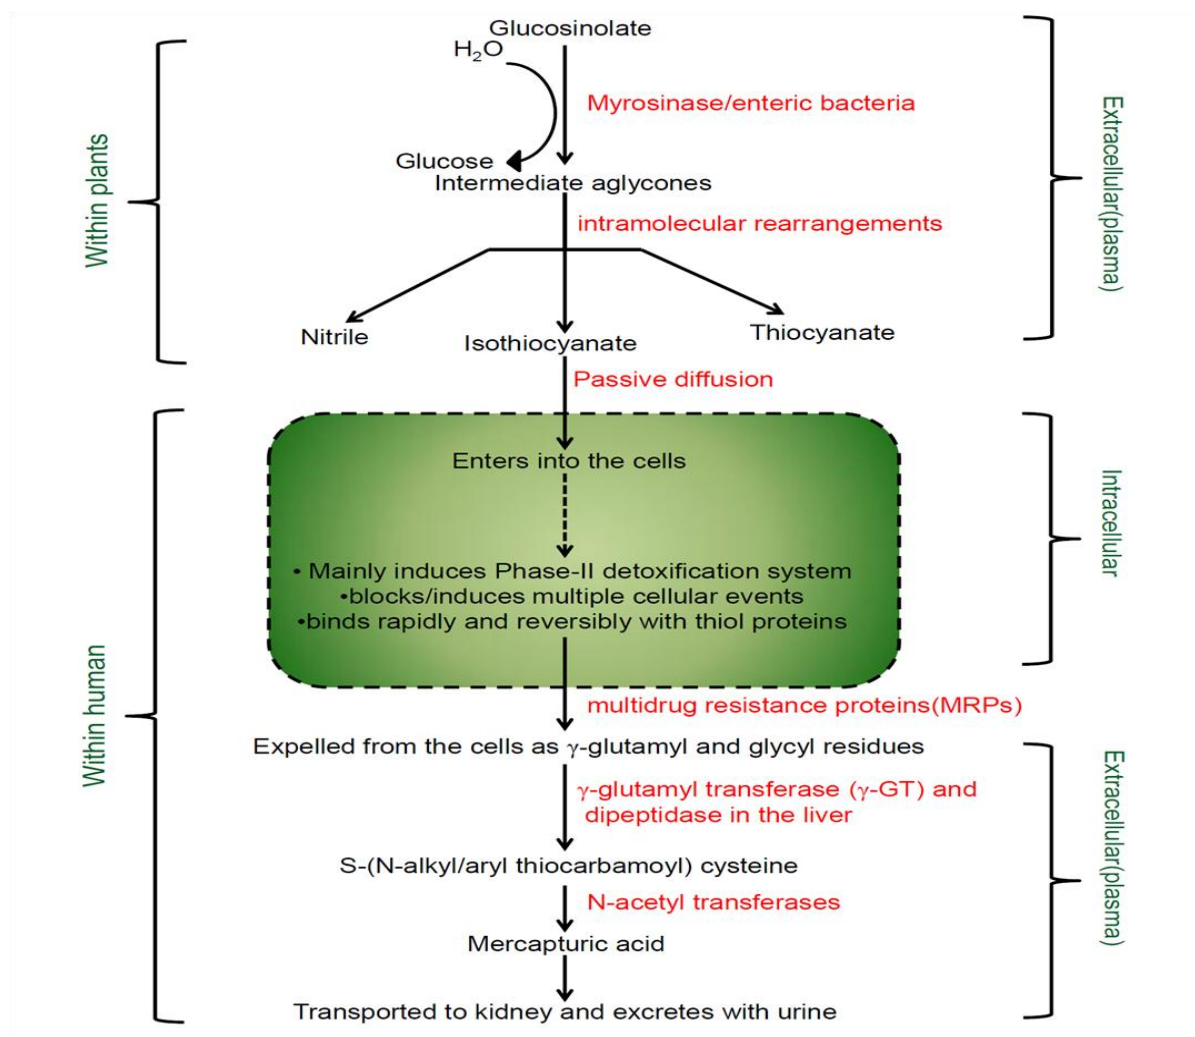 Glucosinolate
H₂O
Myrosinase/enteric bacteria
Glucose
Intermediate aglycones
intramolecular rearrangements
Nitrile
Isothiocyanate
Thiocyanate
Passive diffusion
Enters into the cells
• Mainly induces Phase-II detoxification system
•blocks/induces multiple cellular events
•binds rapidly and reversibly with thiol proteins
multidrug resistance proteins(MRPs)
Expelled from the cells as γ-glutamyl and glycyl residues
γ-glutamyl transferase (γ-GT) and
dipeptidase in the liver
S-(N-alkyl/aryl thiocarbamoyl) cysteine
N-acetyl transferases
Mercapturic acid
Transported to kidney and excretes with urine
Within plants
Within human
Extracellular(plasma)
Intracellular
Extracellular(plasma)